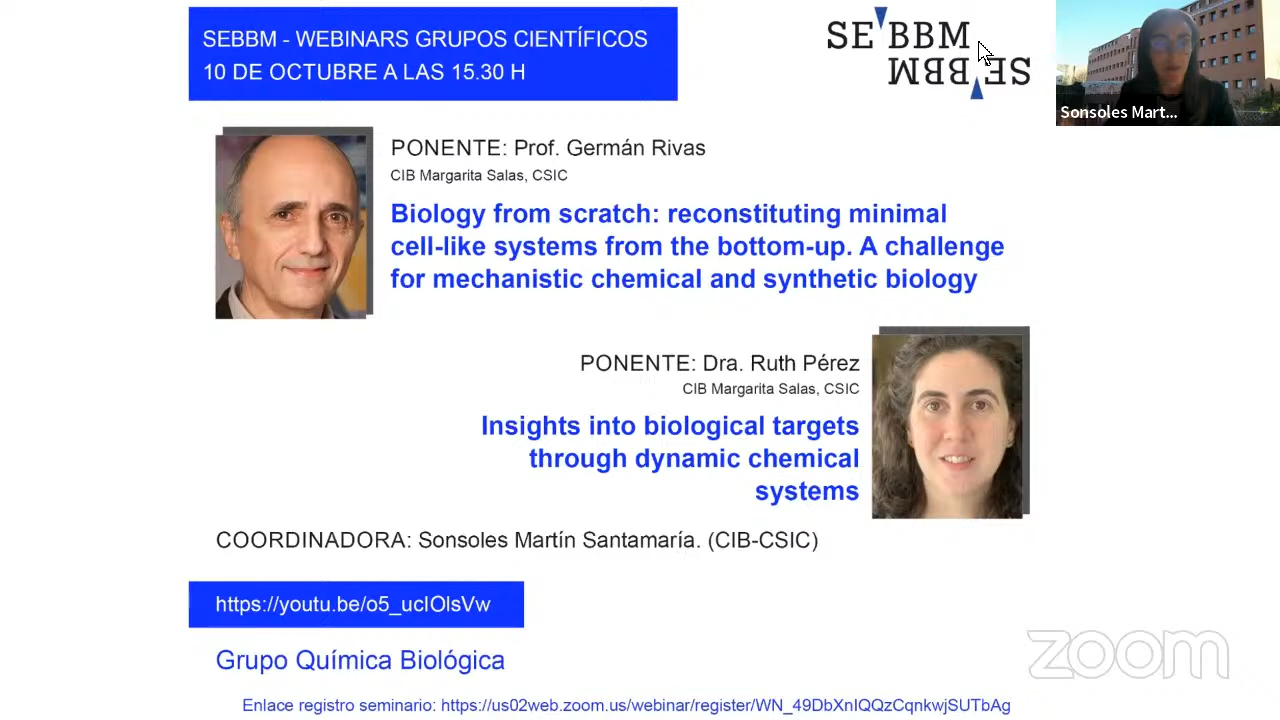 SEBBM - WEBINARS GRUPOS CIENTÍFICOS
10 DE OCTUBRE A LAS 15.30 H
SEBBM
SEBBM
Sonsoles Mart...
PONENTE: Prof. Germán Rivas
CIB Margarita Salas, CSIC
Biology from scratch: reconstituting minimal
cell-like systems from the bottom-up. A challenge
for mechanistic chemical and synthetic biology
PONENTE: Dra. Ruth Pérez
CIB Margarita Salas, CSIC
Insights into biological targets
through dynamic chemical
systems
COORDINADORA: Sonsoles Martín Santamaría. (CIB-CSIC)
https://youtu.be/o5_ucIOlsVw
Grupo Química Biológica
zoom
Enlace registro seminario: https://us02web.zoom.us/webinar/register/WN_49DbXnIQQzCqnkwjSUTbAg